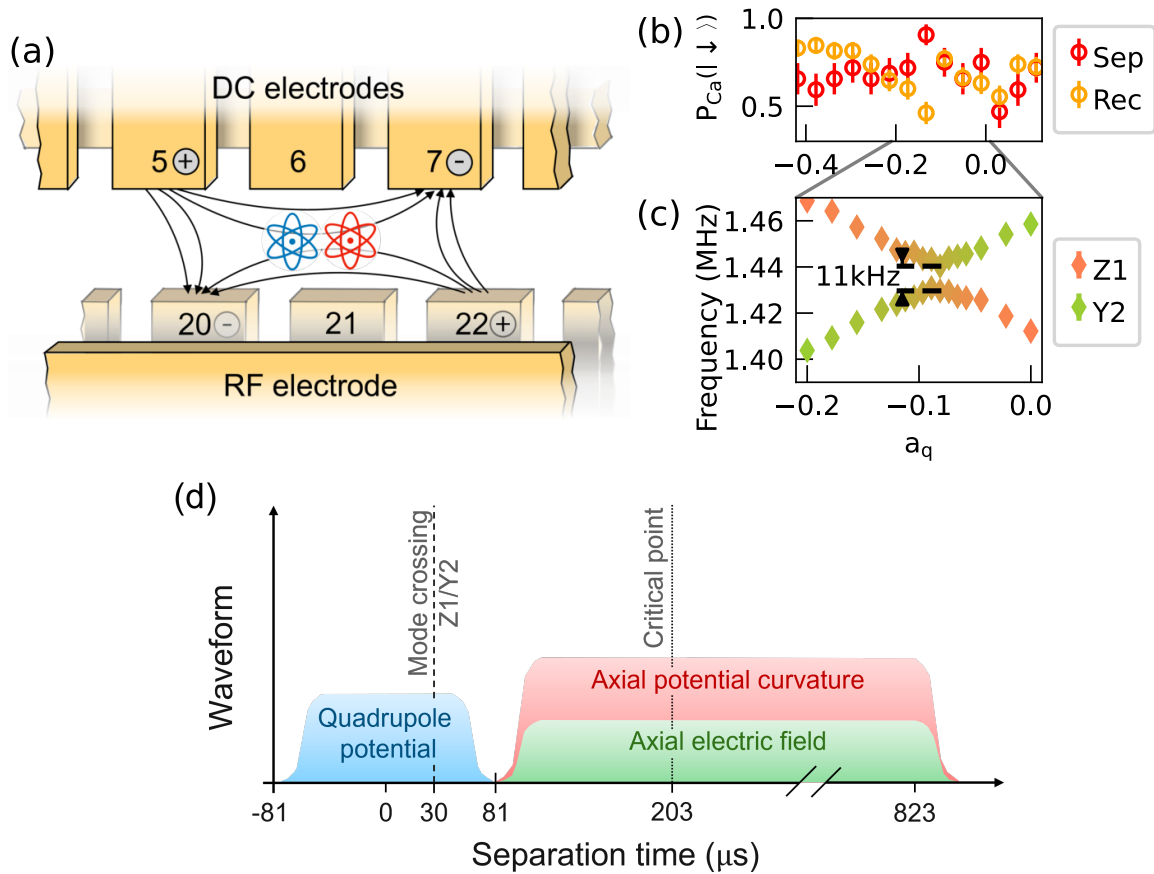 (a)
DC electrodes
5 +
6
7 -
20 -
21
22 +
RF electrode
(b)
P_Ca(|↓⟩)
1.0
0.5
-0.4
-0.2
0.0
Sep
Rec
(c)
Frequency (MHz)
1.46
1.44
1.42
1.40
11kHz
-0.2
-0.1
0.0
a_q
Z1
Y2
(d)
Waveform
Quadrupole
potential
Mode crossing
Z1/Y2
Critical point
Axial potential curvature
Axial electric field
-81
0
30
81
203
823
Separation time (μs)